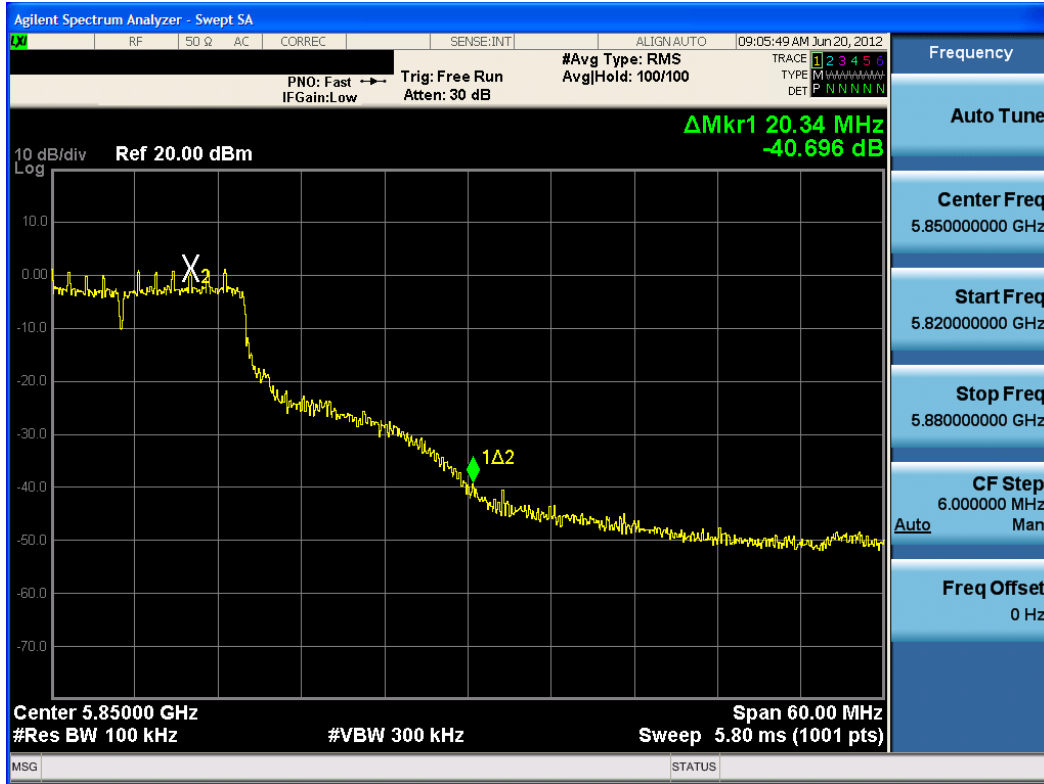 Agilent Spectrum Analyzer - Swept SA
LXI RF 50 Ω AC CORREC SENSE:INT ALIGN AUTO 09:05:49 AM Jun 20, 2012
PNO: Fast
IFGain:Low
Trig: Free Run
Atten: 30 dB
#Avg Type: RMS
Avg|Hold: 100/100
TRACE 1 2 3 4 5 6
TYPE M
DET P N N N N N
ΔMkr1 20.34 MHz
-40.696 dB
10 dB/div Ref 20.00 dBm
Log
10.0
0.00
-10.0
-20.0
-30.0
-40.0
-50.0
-60.0
-70.0
X2
1Δ2
Center 5.85000 GHz Span 60.00 MHz
#Res BW 100 kHz #VBW 300 kHz Sweep 5.80 ms (1001 pts)
MSG STATUS
Frequency
Auto Tune
Center Freq
5.850000000 GHz
Start Freq
5.820000000 GHz
Stop Freq
5.880000000 GHz
CF Step
6.000000 MHz
Auto Man
Freq Offset
0 Hz